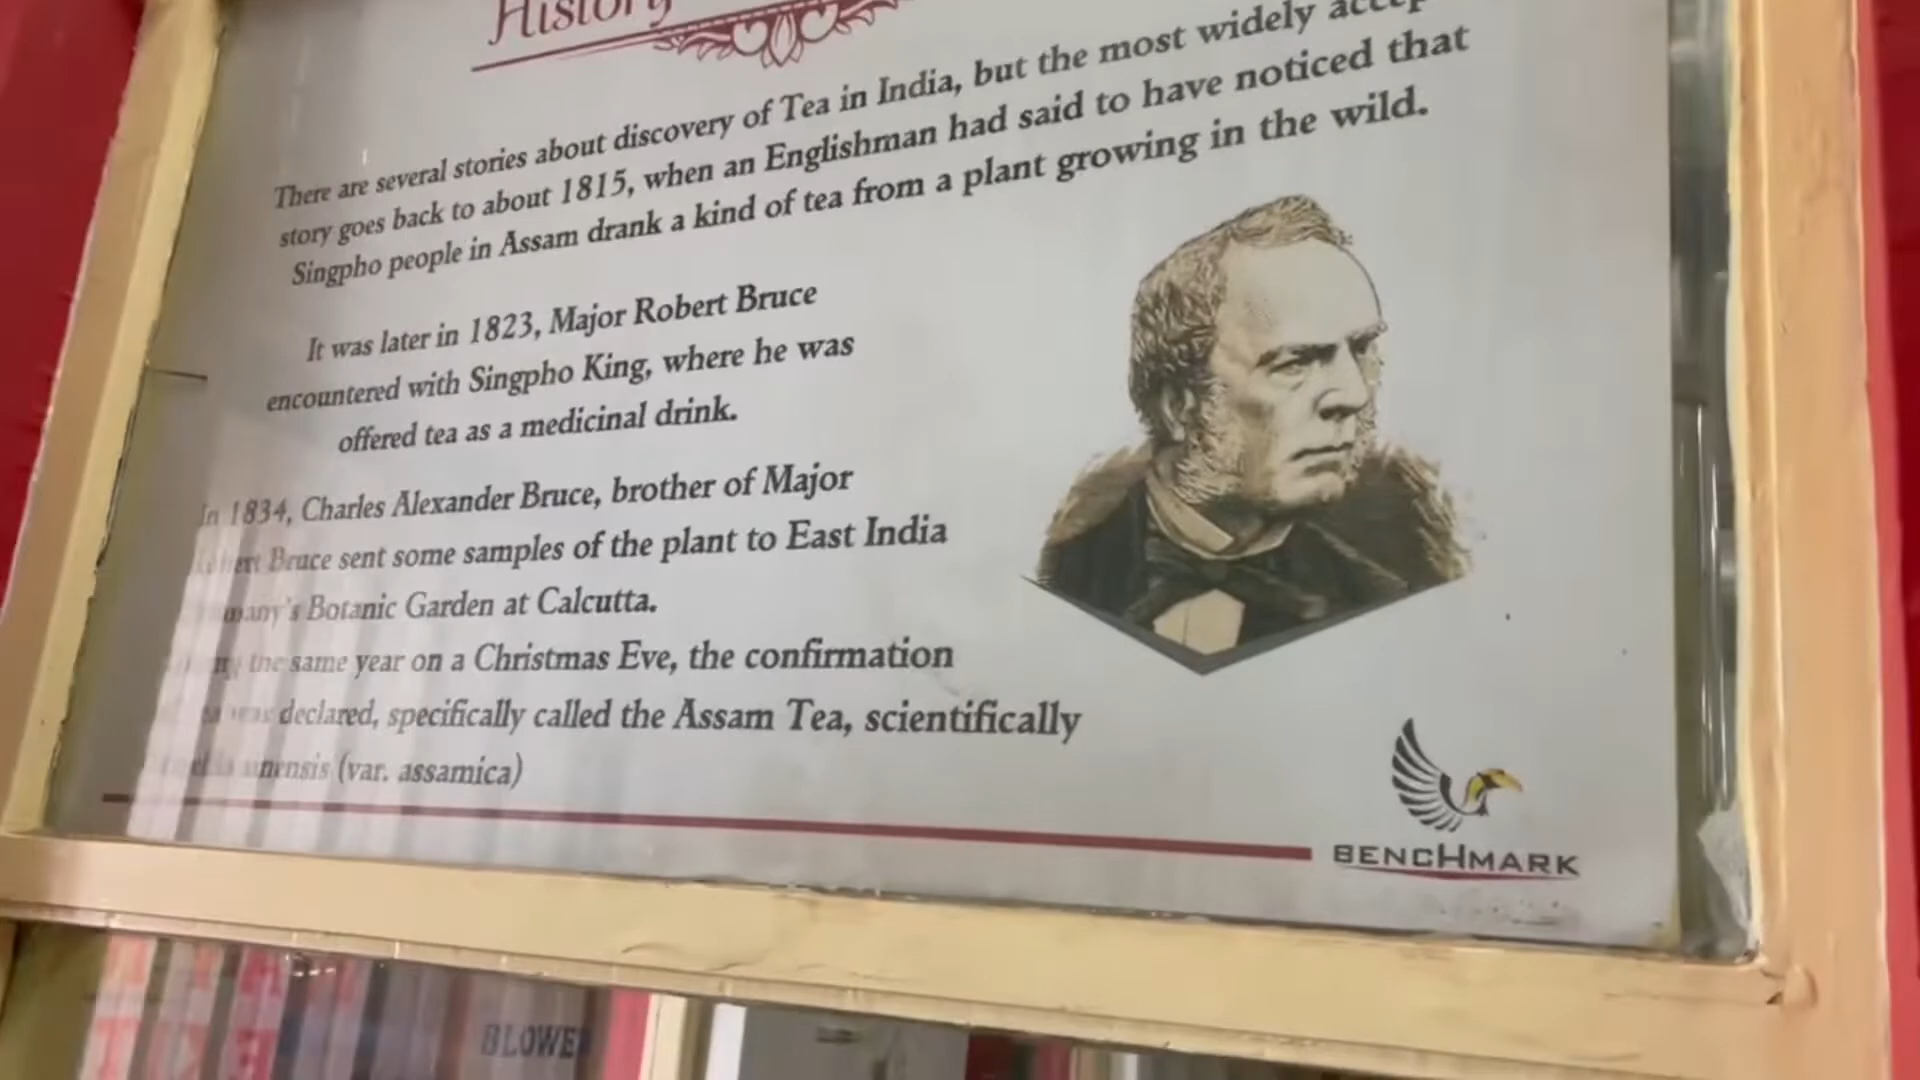 History
There are several stories about discovery of Tea in India, but the most widely
story goes back to about 1815, when an Englishman had said to have noticed that
Singpho people in Assam drank a kind of tea from a plant growing in the wild.
It was later in 1823, Major Robert Bruce
encountered with Singpho King, where he was
offered tea as a medicinal drink.
In 1834, Charles Alexander Bruce, brother of Major
Bruce sent some samples of the plant to East India
Botanic Garden at Calcutta.
the same year on a Christmas Eve, the confirmation
was declared, specifically called the Assam Tea, scientifically
(var. assamica)
BENCHMARK